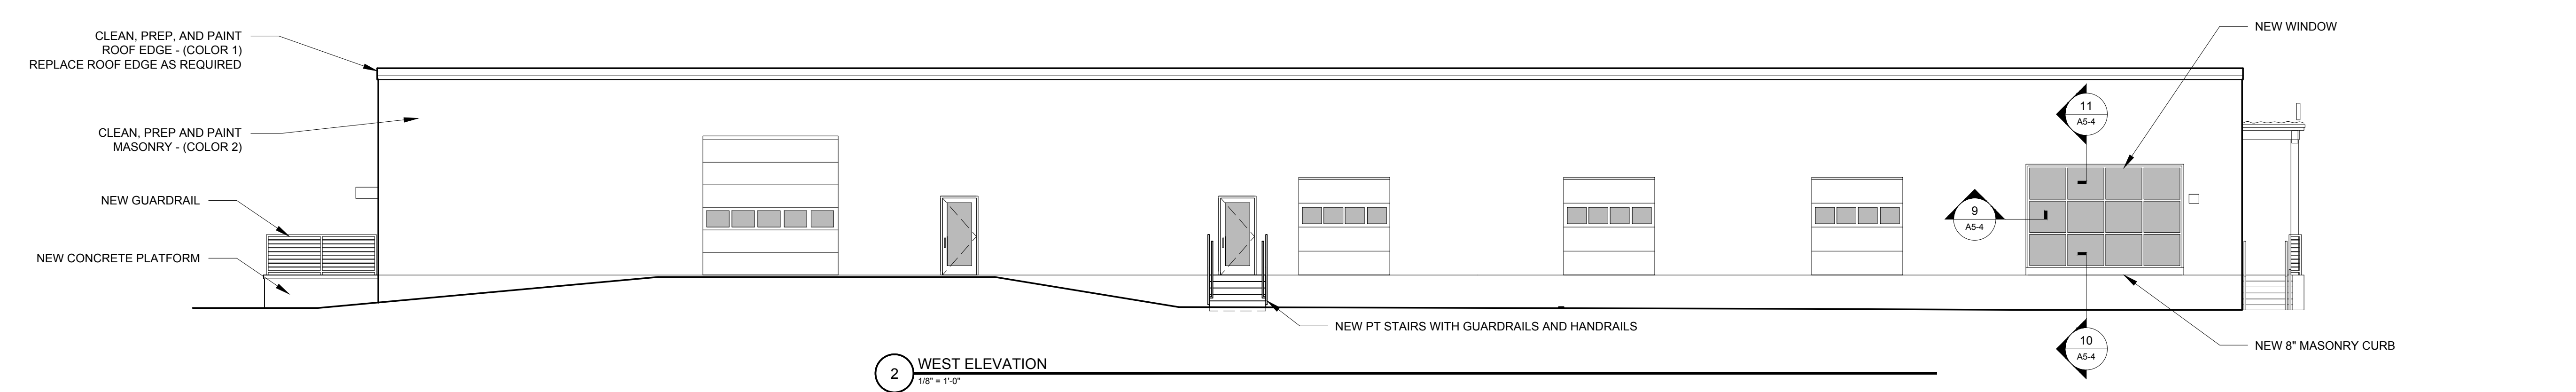 CLEAN, PREP, AND PAINT
ROOF EDGE - (COLOR 1)
REPLACE ROOF EDGE AS REQUIRED
CLEAN, PREP AND PAINT
MASONRY - (COLOR 2)
NEW GUARDRAIL
NEW CONCRETE PLATFORM
NEW WINDOW
11
A5-4
9
A5-4
10
A5-4
NEW PT STAIRS WITH GUARDRAILS AND HANDRAILS
NEW 8" MASONRY CURB
2
WEST ELEVATION
1/8" = 1'-0"